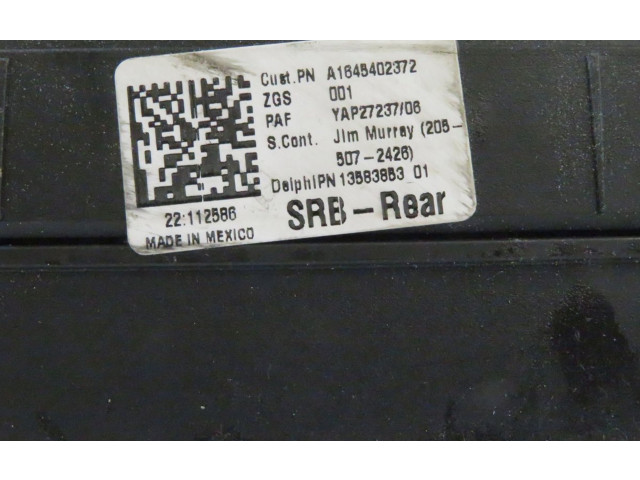 Cust.PN A1645402372
ZGS 001
PAF YAP27237/06
S.Cont. Jim Murray (205-
507-2426)
DelphiPN 13583853_01
22:112586
SRB-Rear
MADE IN MEXICO